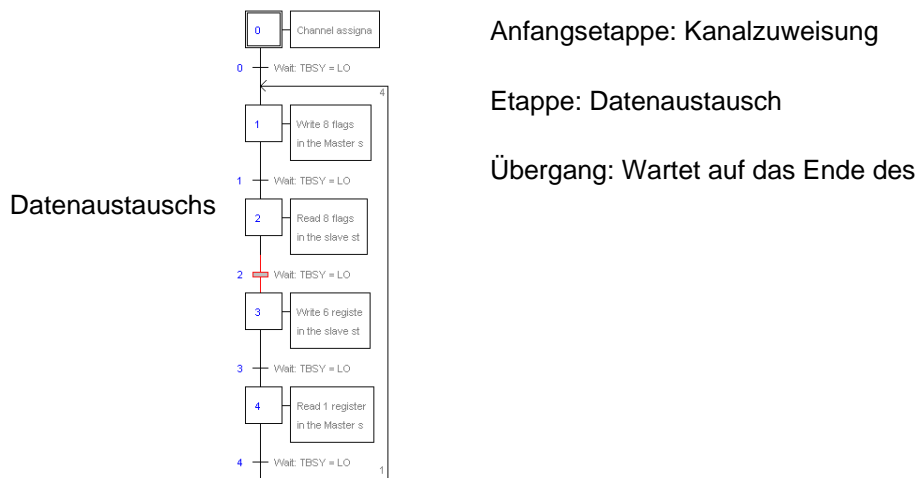 0 Channel assigna
Anfangsetappe: Kanalzuweisung
0 Wait: TBSY = LO
4
Etappe: Datenaustausch
1 Write 8 flags
in the Master s
Übergang: Wartet auf das Ende des
Datenaustauschs
1 Wait: TBSY = LO
2 Read 8 flags
in the slave st
2 Wait: TBSY = LO
3 Write 6 registe
in the slave st
3 Wait: TBSY = LO
4 Read 1 register
in the Master s
4 Wait: TBSY = LO
1